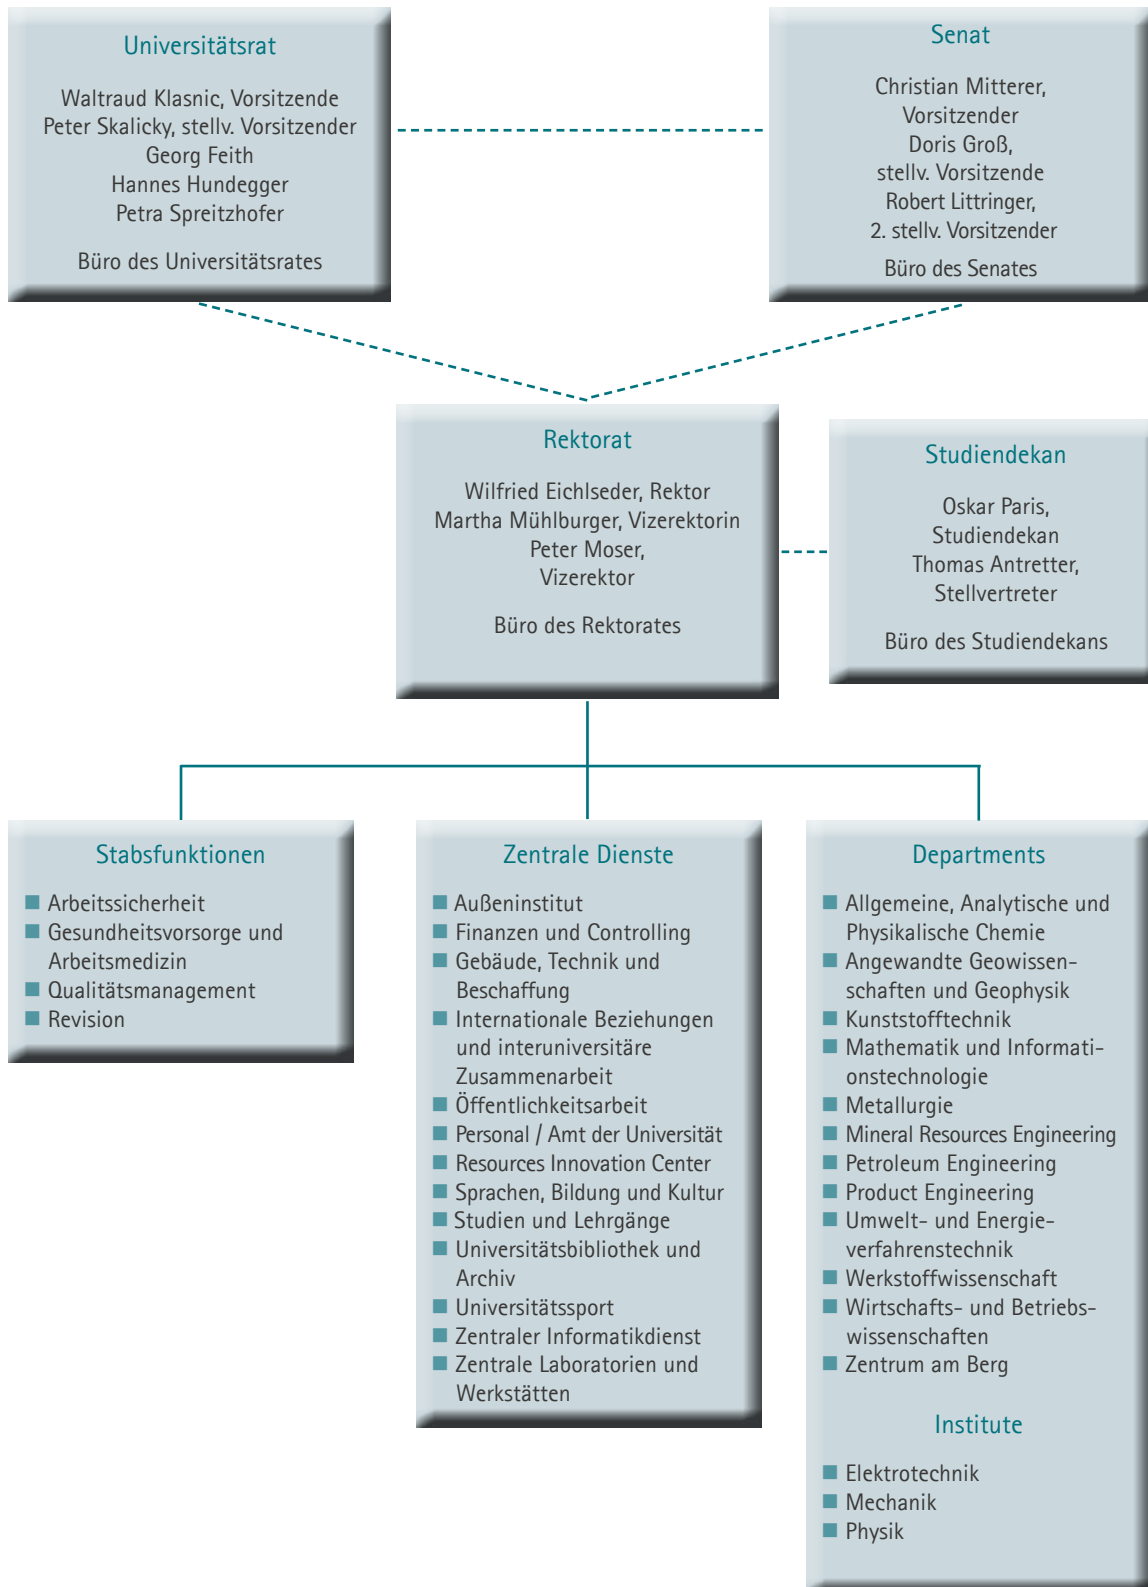 Universitätsrat
Waltraud Klasnic, Vorsitzende
Peter Skalicky, stellv. Vorsitzender
Georg Feith
Hannes Hundegger
Petra Spreitzhofer
Büro des Universitätsrates
Senat
Christian Mitterer,
Vorsitzender
Doris Groß,
stellv. Vorsitzende
Robert Littringer,
2. stellv. Vorsitzender
Büro des Senates
Rektorat
Wilfried Eichlseder, Rektor
Martha Mühlburger, Vizerektorin
Peter Moser,
Vizerektor
Büro des Rektorates
Studiendekan
Oskar Paris,
Studiendekan
Thomas Antretter,
Stellvertreter
Büro des Studiendekans
Stabsfunktionen
Arbeitssicherheit
Gesundheitsvorsorge und
Arbeitsmedizin
Qualitätsmanagement
Revision
Zentrale Dienste
Außeninstitut
Finanzen und Controlling
Gebäude, Technik und
Beschaffung
Internationale Beziehungen
und interuniversitäre
Zusammenarbeit
Öffentlichkeitsarbeit
Personal / Amt der Universität
Resources Innovation Center
Sprachen, Bildung und Kultur
Studien und Lehrgänge
Universitätsbibliothek und
Archiv
Universitätssport
Zentraler Informatikdienst
Zentrale Laboratorien und
Werkstätten
Departments
Allgemeine, Analytische und
Physikalische Chemie
Angewandte Geowissen-
schaften und Geophysik
Kunststofftechnik
Mathematik und Informati-
onstechnologie
Metallurgie
Mineral Resources Engineering
Petroleum Engineering
Product Engineering
Umwelt- und Energie-
verfahrenstechnik
Werkstoffwissenschaft
Wirtschafts- und Betriebs-
wissenschaften
Zentrum am Berg
Institute
Elektrotechnik
Mechanik
Physik